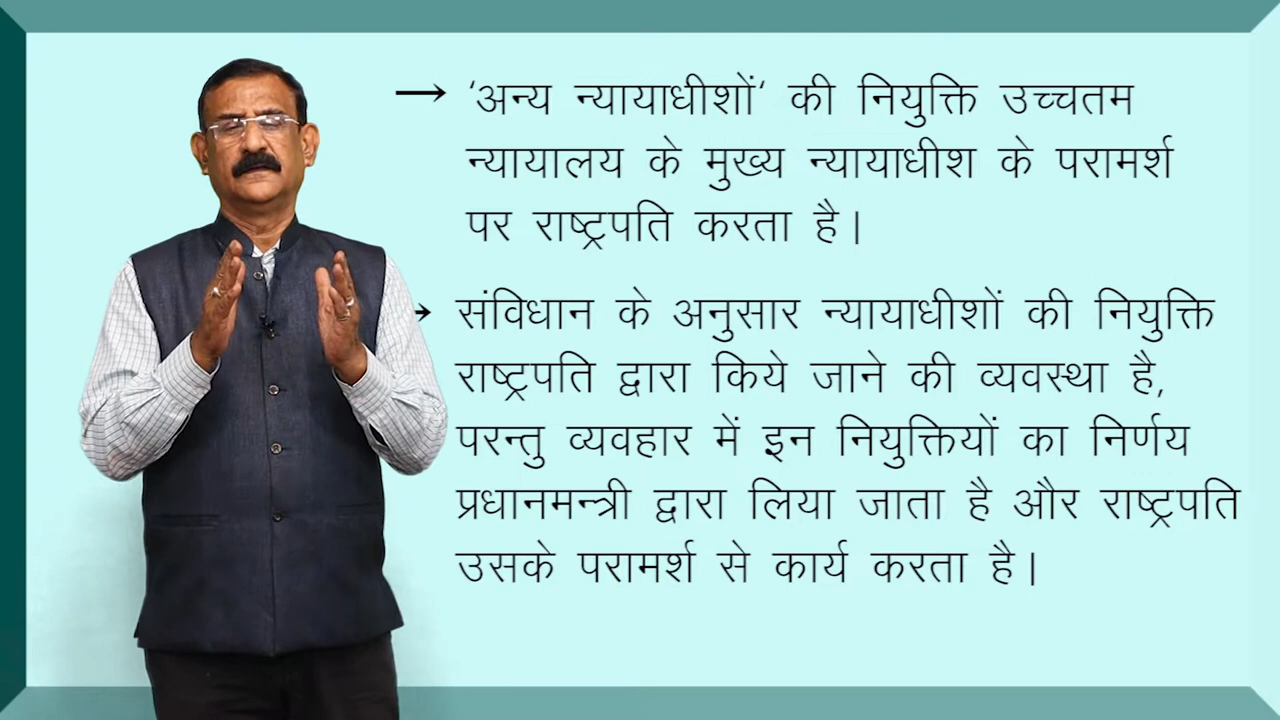 → ‘अन्य न्यायाधीशों‘ की नियुक्ति उच्चतम
न्यायालय के मुख्य न्यायाधीश के परामर्श
पर राष्ट्रपति करता है।
→ संविधान के अनुसार न्यायाधीशों की नियुक्ति
राष्ट्रपति द्वारा किये जाने की व्यवस्था है,
परन्तु व्यवहार में इन नियुक्तियों का निर्णय
प्रधानमन्त्री द्वारा लिया जाता है और राष्ट्रपति
उसके परामर्श से कार्य करता है।